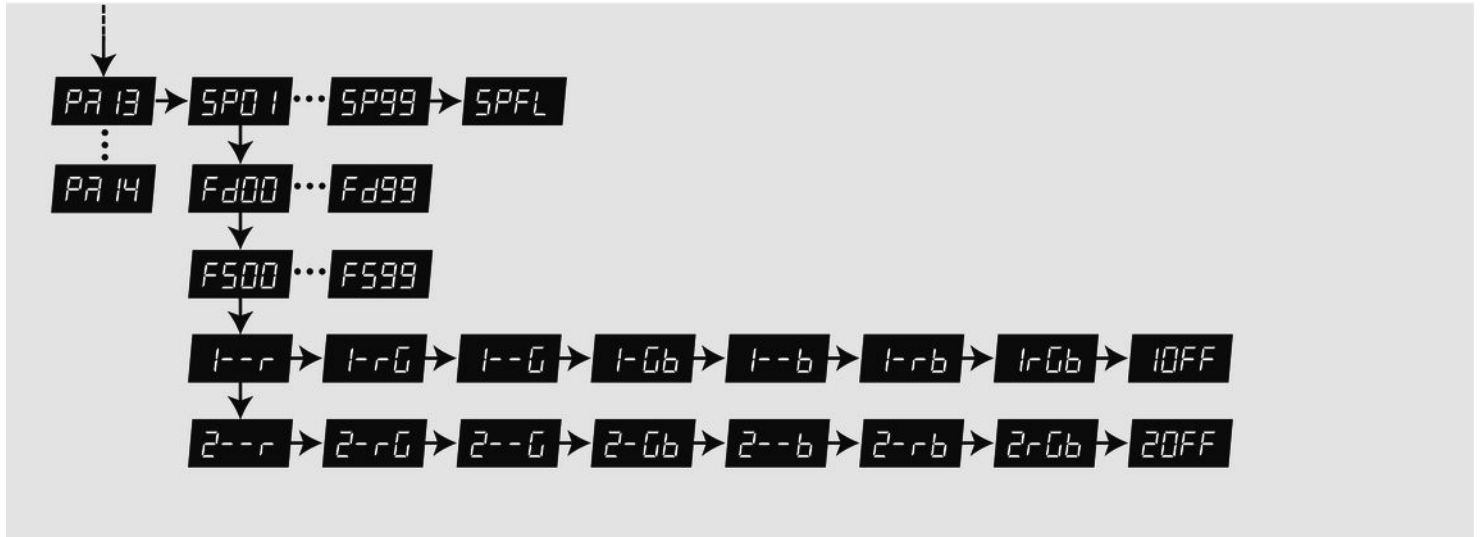 PA13 SP01 SP99 SPFL
PA14 Fd00 Fd99
FS00 FS99
1--r 1-rG 1--G 1-Gb 1--b 1-rb 1rGb 1OFF
2--r 2-rG 2--G 2-Gb 2--b 2-rb 2rGb 2OFF